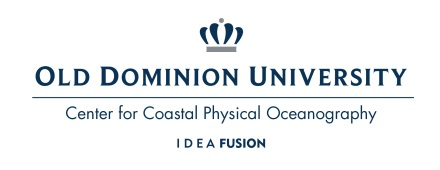 OLD DOMINION UNIVERSITY
Center for Coastal Physical Oceanography
IDEA FUSION